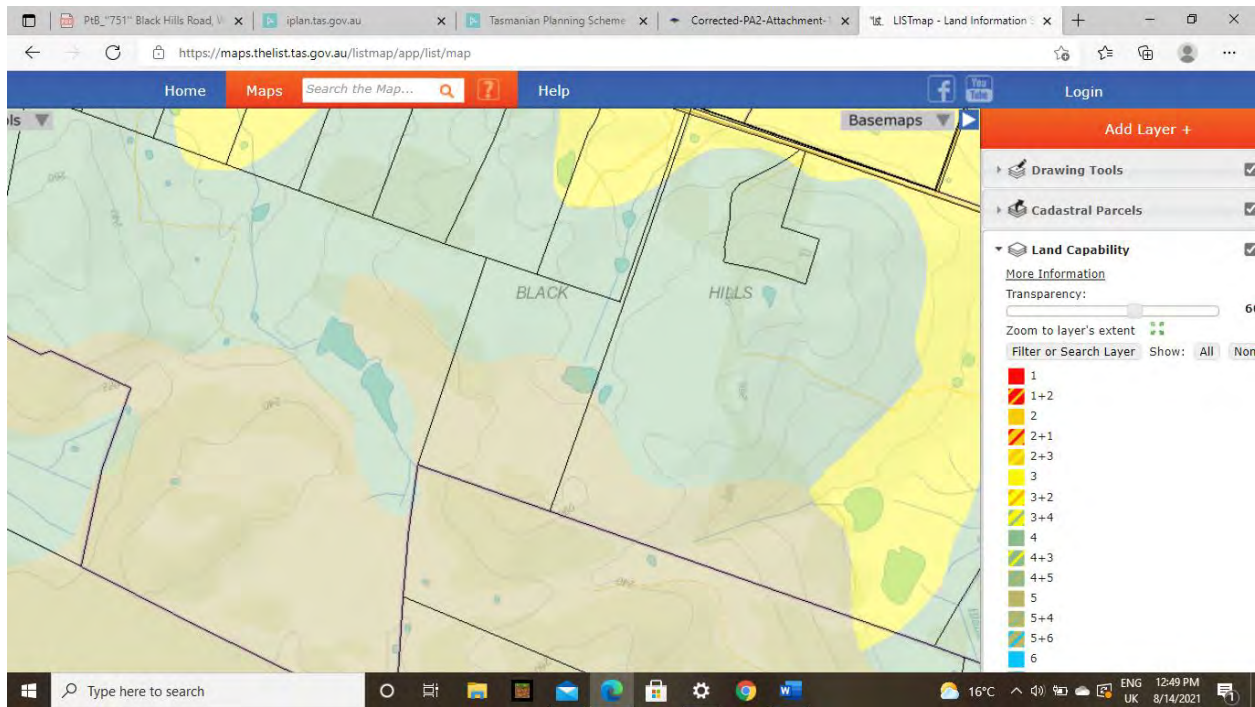 PtB_"751" Black Hills Road, W
iplan.tas.gov.au
Tasmanian Planning Scheme
Corrected-PA2-Attachment-1
LISTmap - Land Information S
https://maps.thelist.tas.gov.au/listmap/app/list/map
Home Maps Search the Map... ? Help f You Tube Login
ols
Basemaps
Add Layer +
Drawing Tools
Cadastral Parcels
Land Capability
More Information
Transparency:
Zoom to layer's extent
Filter or Search Layer Show: All Non
1
1+2
2
2+1
2+3
3
3+2
3+4
4
4+3
4+5
5
5+4
5+6
6
BLACK HILLS
Type here to search
16°C
ENG
UK
12:49 PM
8/14/2021